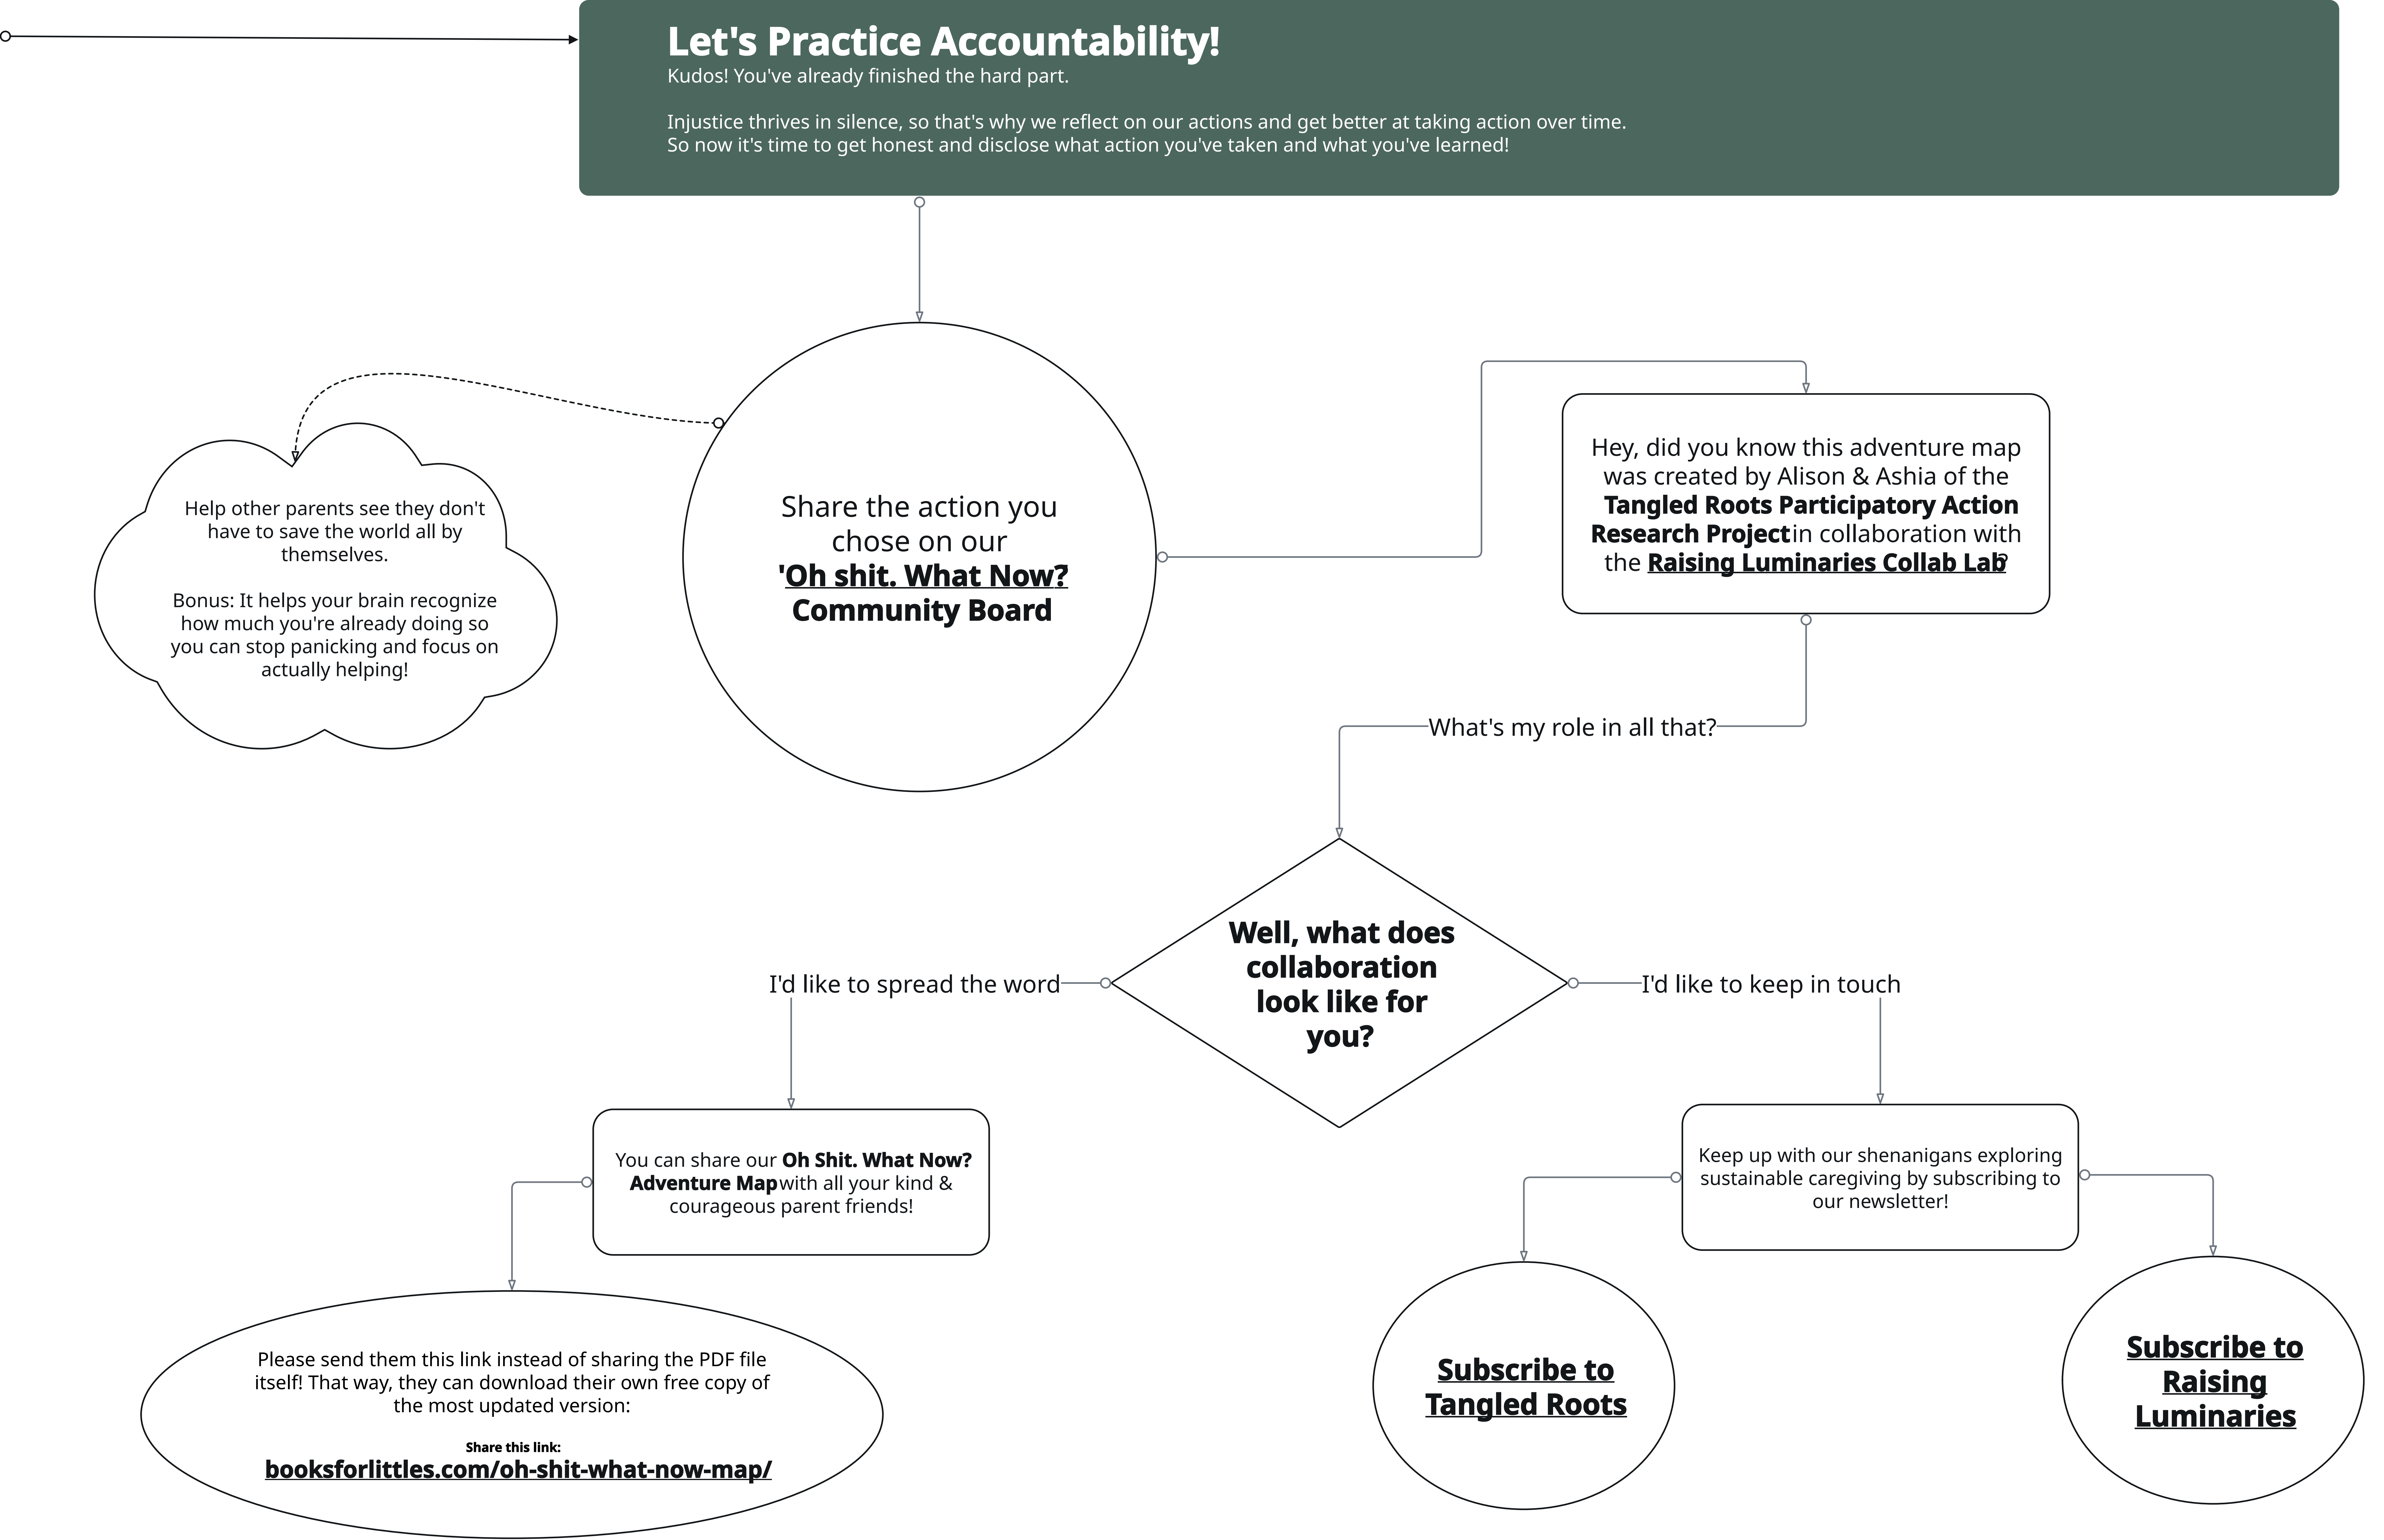 Let's Practice Accountability!
Kudos! You've already finished the hard part.
Injustice thrives in silence, so that's why we reflect on our actions and get better at taking action over time.
So now it's time to get honest and disclose what action you've taken and what you've learned!
Help other parents see they don't
have to save the world all by
themselves.
Bonus: It helps your brain recognize
how much you're already doing so
you can stop panicking and focus on
actually helping!
Share the action you
chose on our
'Oh shit. What Now?
Community Board
Hey, did you know this adventure map
was created by Alison & Ashia of the
Tangled Roots Participatory Action
Research Project in collaboration with
the Raising Luminaries Collab Lab?
What's my role in all that?
Well, what does
collaboration
look like for
you?
I'd like to spread the word
I'd like to keep in touch
You can share our Oh Shit. What Now?
Adventure Map with all your kind &
courageous parent friends!
Keep up with our shenanigans exploring
sustainable caregiving by subscribing to
our newsletter!
Please send them this link instead of sharing the PDF file
itself! That way, they can download their own free copy of
the most updated version:
Share this link:
booksforlittles.com/oh-shit-what-now-map/
Subscribe to
Tangled Roots
Subscribe to
Raising
Luminaries